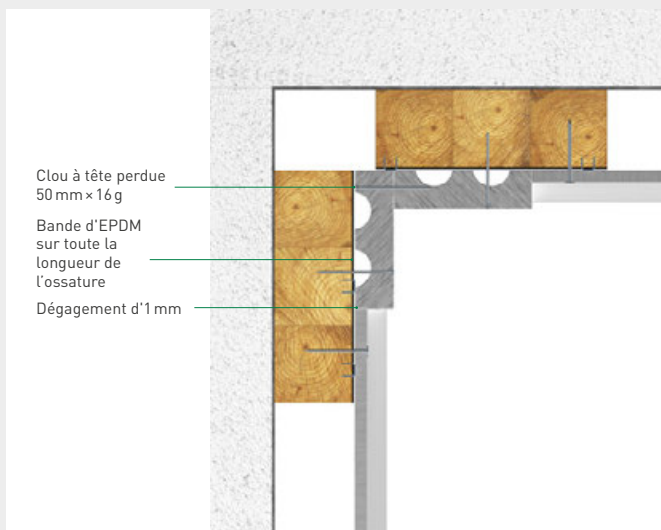 Clou à tête perdue
50 mm × 16 g
Bande d'EPDM
sur toute la
longueur de
l'ossature
Dégagement d'1 mm